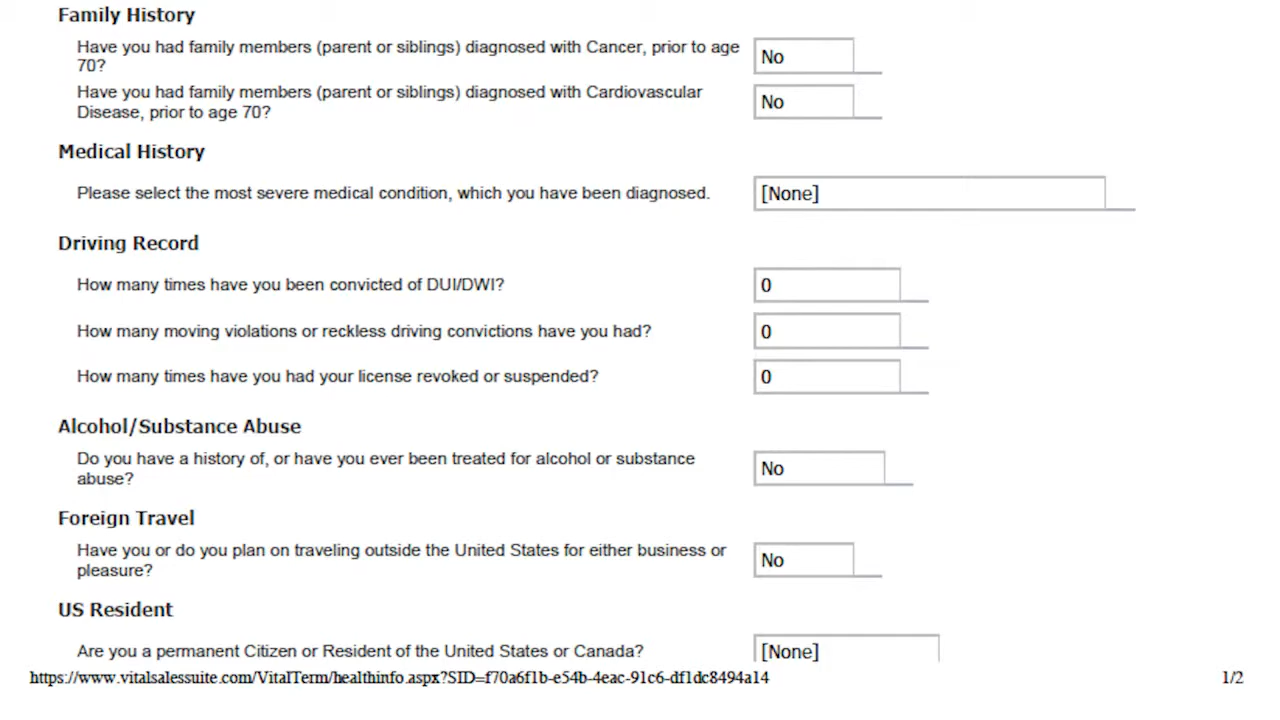 Family History
Have you had family members (parent or siblings) diagnosed with Cancer, prior to age
70?
No
Have you had family members (parent or siblings) diagnosed with Cardiovascular
Disease, prior to age 70?
No
Medical History
Please select the most severe medical condition, which you have been diagnosed.
[None]
Driving Record
How many times have you been convicted of DUI/DWI?
0
How many moving violations or reckless driving convictions have you had?
0
How many times have you had your license revoked or suspended?
0
Alcohol/Substance Abuse
Do you have a history of, or have you ever been treated for alcohol or substance
abuse?
No
Foreign Travel
Have you or do you plan on traveling outside the United States for either business or
pleasure?
No
US Resident
Are you a permanent Citizen or Resident of the United States or Canada?
[None]
https://www.vitalsalessuite.com/VitalTerm/healthinfo.aspx?SID=f70a6f1b-e54b-4eac-91c6-df1dc8494a14
1/2